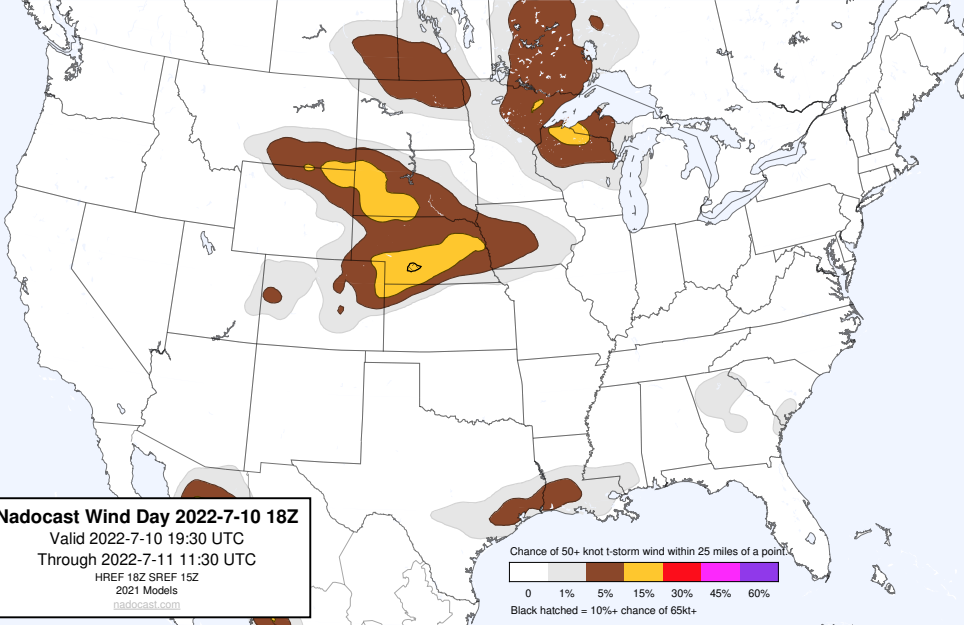 Nadocast Wind Day 2022-7-10 18Z
Valid 2022-7-10 19:30 UTC
Through 2022-7-11 11:30 UTC
HREF 18Z SREF 15Z
2021 Models
nadocast.com
Chance of 50+ knot t-storm wind within 25 miles of a point.
0 1% 5% 15% 30% 45% 60%
Black hatched = 10%+ chance of 65kt+